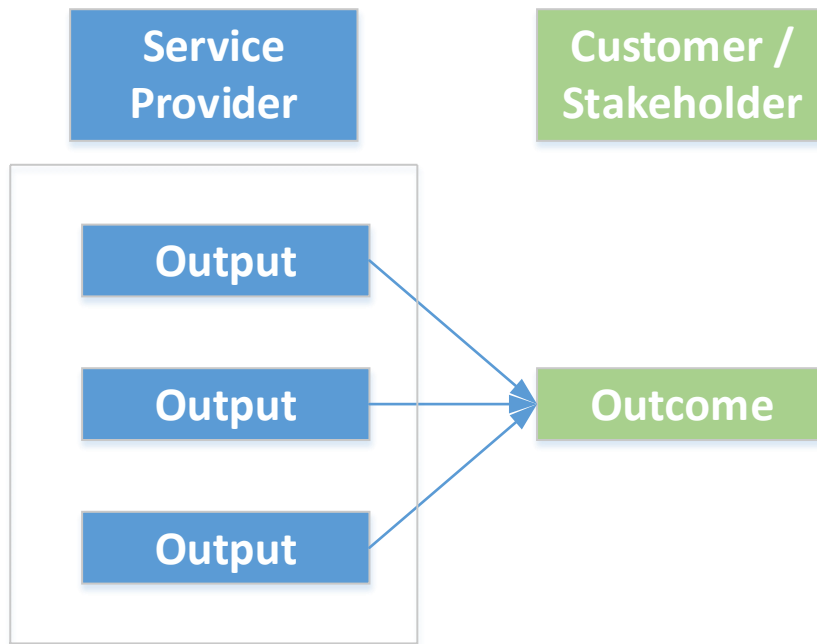 Service
Provider
Customer /
Stakeholder
Output
Output
Outcome
Output